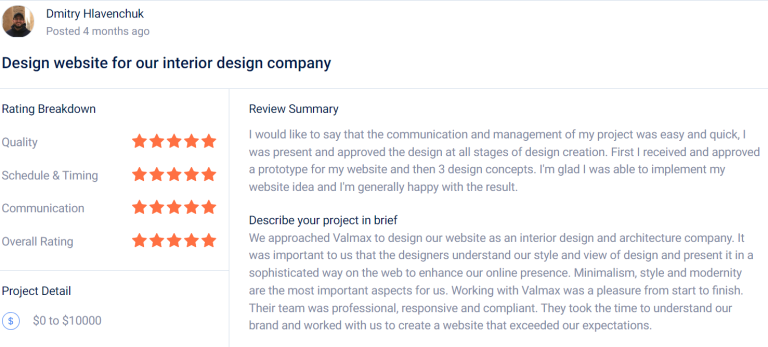 Dmitry Hlavenchuk
Posted 4 months ago
Design website for our interior design company
Rating Breakdown
Quality
Schedule & Timing
Communication
Overall Rating
Project Detail
$ $0 to $10000
Review Summary
I would like to say that the communication and management of my project was easy and quick, I
was present and approved the design at all stages of design creation. First I received and approved
a prototype for my website and then 3 design concepts. I'm glad I was able to implement my
website idea and I'm generally happy with the result.
Describe your project in brief
We approached Valmax to design our website as an interior design and architecture company. It
was important to us that the designers understand our style and view of design and present it in a
sophisticated way on the web to enhance our online presence. Minimalism, style and modernity
are the most important aspects for us. Working with Valmax was a pleasure from start to finish.
Their team was professional, responsive and compliant. They took the time to understand our
brand and worked with us to create a website that exceeded our expectations.